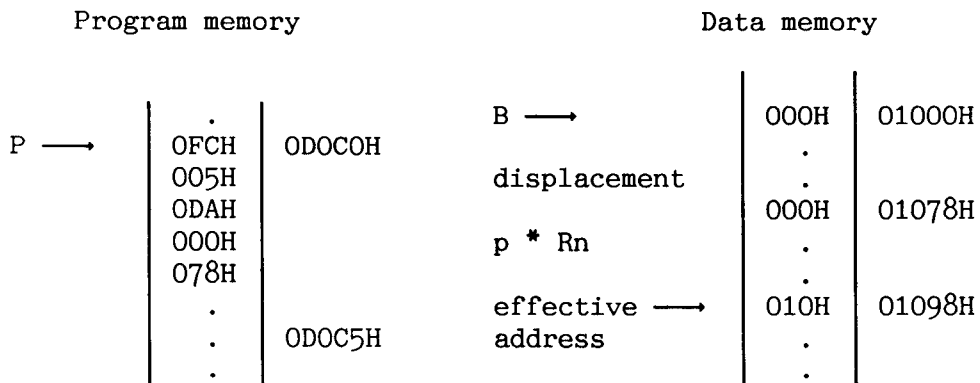 Program memory Data memory
.
B ⟶ 000H 01000H
P ⟶ 0FCH 0D0C0H
.
005H
displacement .
0DAH 000H 01078H
000H
p * Rn .
078H
.
. effective ⟶ 010H 01098H
. 0D0C5H address .
. .